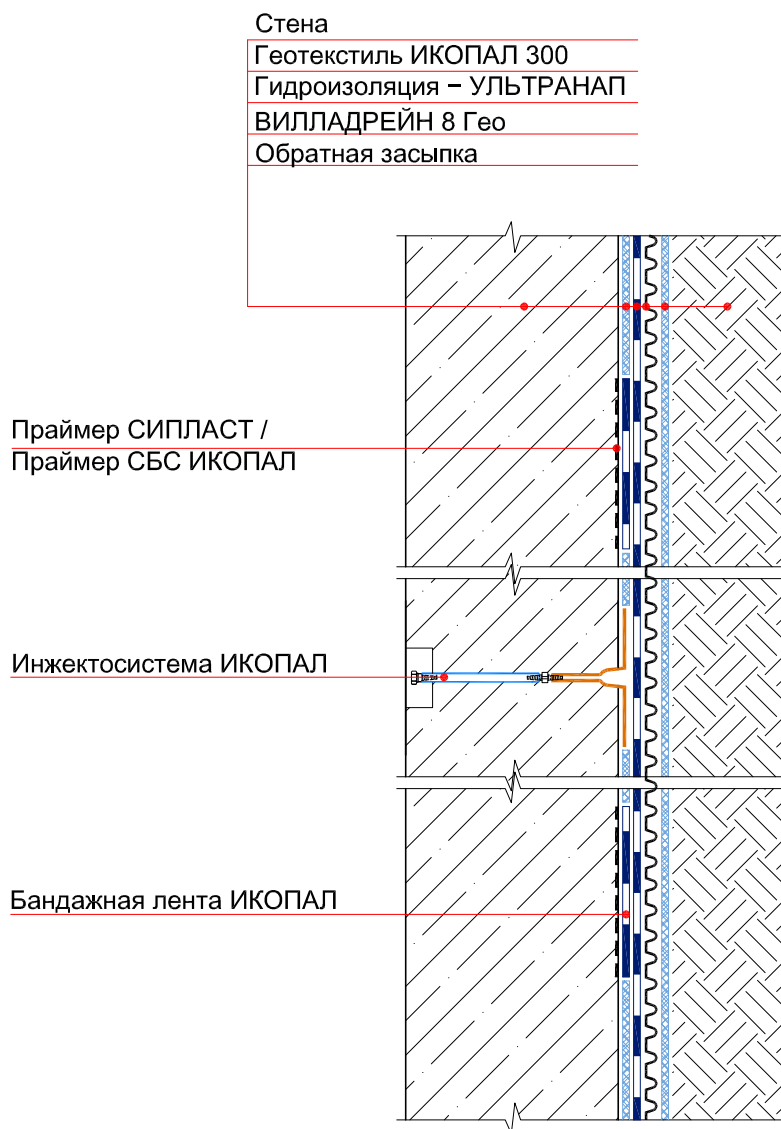 Стена
Геотекстиль ИКОПАЛ 300
Гидроизоляция – УЛЬТРАНАП
ВИЛЛАДРЕЙН 8 Гео
Обратная засыпка
Праймер СИПЛАСТ /
Праймер СБС ИКОПАЛ
Инжектосистема ИКОПАЛ
Бандажная лента ИКОПАЛ